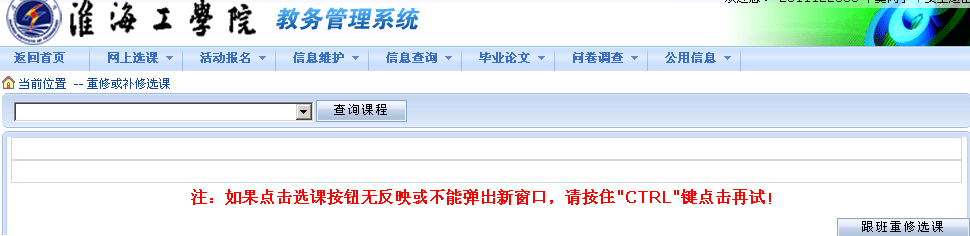 淮海工學院 教务管理系统
返回首页 网上选课 活动报名 信息维护 信息查询 毕业论文 问卷调查 公用信息
当前位置 -- 重修或补修选课
查询课程
注：如果点击选课按钮无反映或不能弹出新窗口，请按住"CTRL"键点击再试!
跟班重修选课